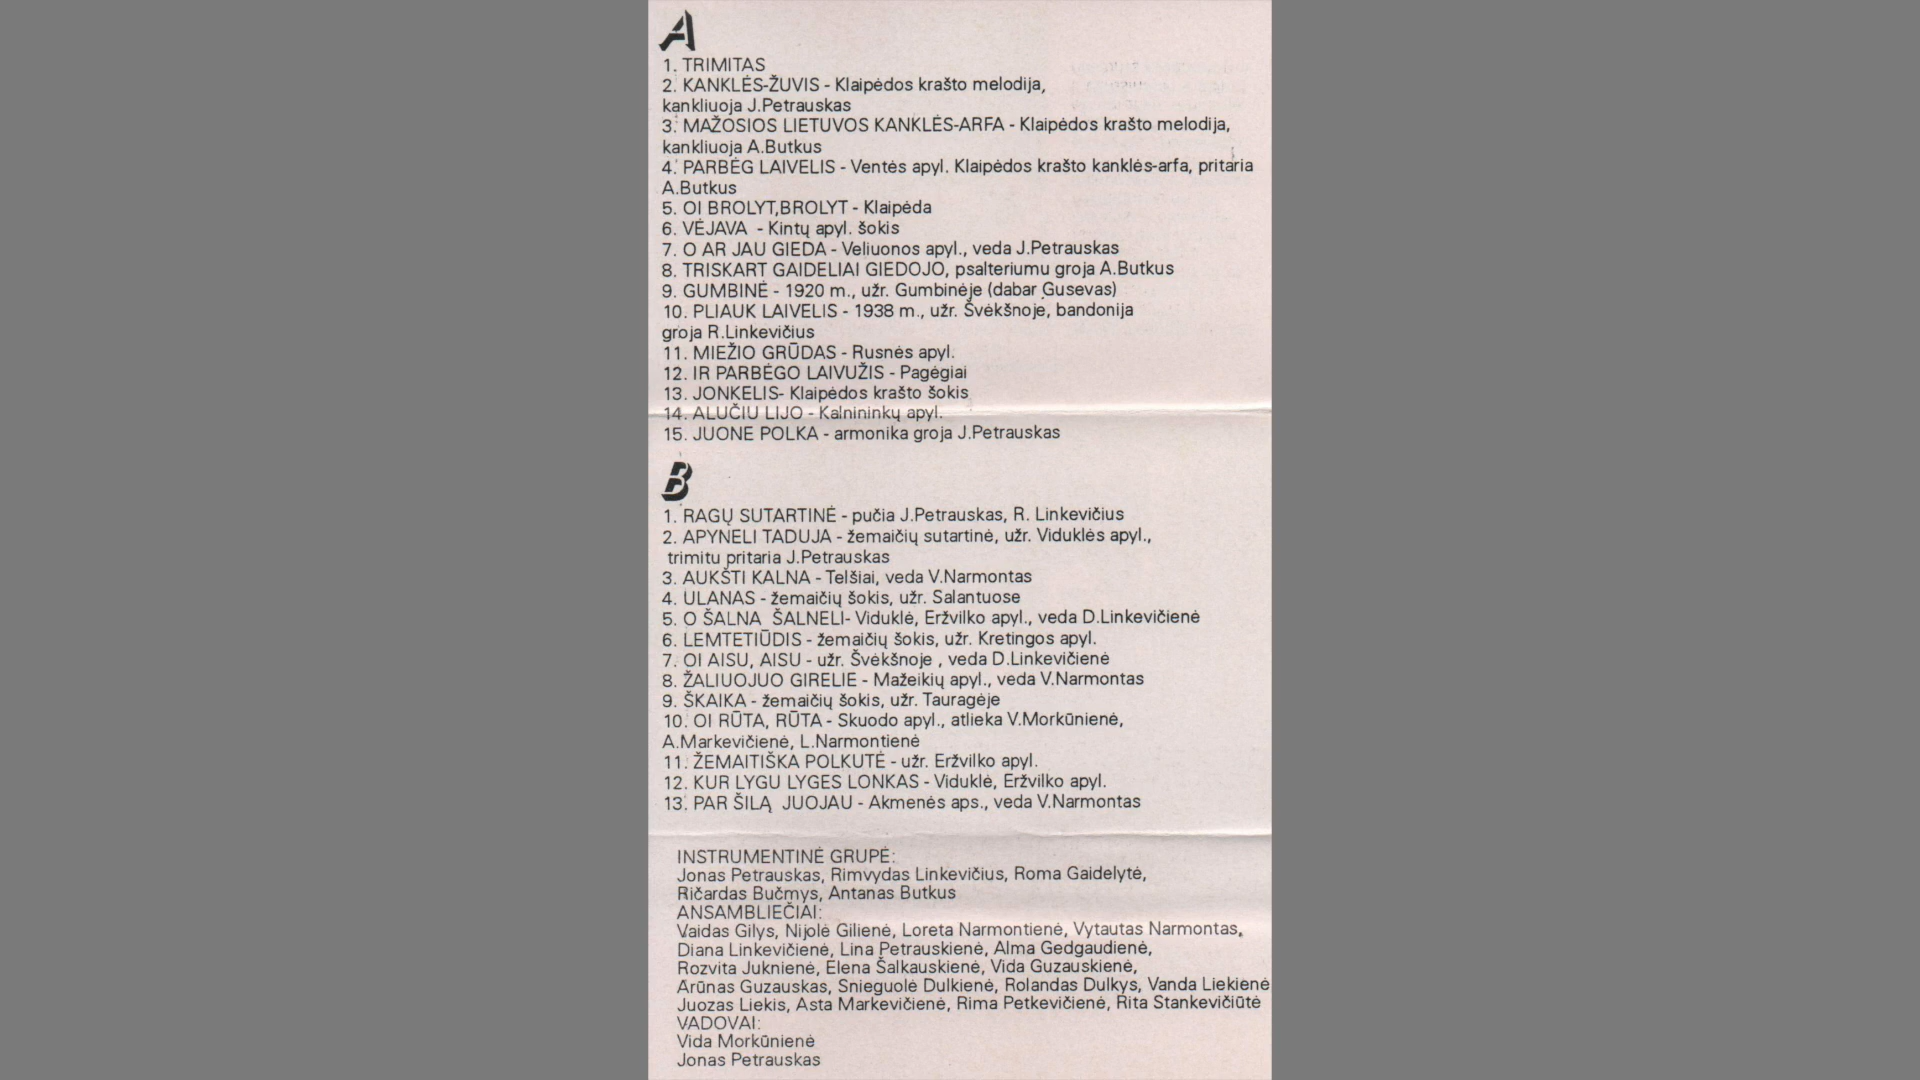 A
1. TRIMITAS
2. KANKLĖS-ŽUVIS - Klaipėdos krašto melodija,
kankliuoja J.Petrauskas
3. MAŽOSIOS LIETUVOS KANKLĖS-ARFA - Klaipėdos krašto melodija,
kankliuoja A.Butkus
4. PARBĖG LAIVELIS - Ventės apyl. Klaipėdos krašto kanklės-arfa, pritaria
A.Butkus
5. OI BROLYT,BROLYT - Klaipėda
6. VĖJAVA - Kintų apyl. šokis
7. O AR JAU GIEDA - Veliuonos apyl., veda J.Petrauskas
8. TRISKART GAIDELIAI GIEDOJO, psalteriumu groja A.Butkus
9. GUMBINĖ - 1920 m., užr. Gumbinėje (dabar Gusevas)
10. PLIAUK LAIVELIS - 1938 m., užr. Švėkšnoje, bandonija
groja R.Linkevičius
11. MIEŽIO GRŪDAS - Rusnės apyl.
12. IR PARBĖGO LAIVUŽIS - Pagėgiai
13. JONKELIS- Klaipėdos krašto šokis
14. ALUČIU LIJO - Kalnininkų apyl.
15. JUONE POLKA - armonika groja J.Petrauskas
B
1. RAGŲ SUTARTINĖ - pučia J.Petrauskas, R. Linkevičius
2. APYNELI TADUJA - žemaičių sutartinė, užr. Viduklės apyl.,
trimitu pritaria J.Petrauskas
3. AUKŠTI KALNA - Telšiai, veda V.Narmontas
4. ULANAS - žemaičių šokis, užr. Salantuose
5. O ŠALNA ŠALNELI- Viduklė, Eržvilko apyl., veda D.Linkevičienė
6. LEMTETIŪDIS - žemaičių šokis, užr. Kretingos apyl.
7. OI AISU, AISU - užr. Švėkšnoje , veda D.Linkevičienė
8. ŽALIUOJUO GIRELIE - Mažeikių apyl., veda V.Narmontas
9. ŠKAIKA - žemaičių šokis, užr. Tauragėje
10. OI RŪTA, RŪTA - Skuodo apyl., atlieka V.Morkūnienė,
A.Markevičienė, L.Narmontienė
11. ŽEMAITIŠKA POLKUTĖ - užr. Eržvilko apyl.
12. KUR LYGU LYGES LONKAS - Viduklė, Eržvilko apyl.
13. PAR ŠILĄ JUOJAU - Akmenės aps., veda V.Narmontas
INSTRUMENTINĖ GRUPĖ:
Jonas Petrauskas, Rimvydas Linkevičius, Roma Gaidelytė,
Ričardas Bučmys, Antanas Butkus
ANSAMBLIEČIAI:
Vaidas Gilys, Nijolė Gilienė, Loreta Narmontienė, Vytautas Narmontas,
Diana Linkevičienė, Lina Petrauskienė, Alma Gedgaudienė,
Rozvita Juknienė, Elena Šalkauskienė, Vida Guzauskienė,
Arūnas Guzauskas, Snieguolė Dulkienė, Rolandas Dulkys, Vanda Liekienė
Juozas Liekis, Asta Markevičienė, Rima Petkevičienė, Rita Stankevičiūtė
VADOVAI:
Vida Morkūnienė
Jonas Petrauskas